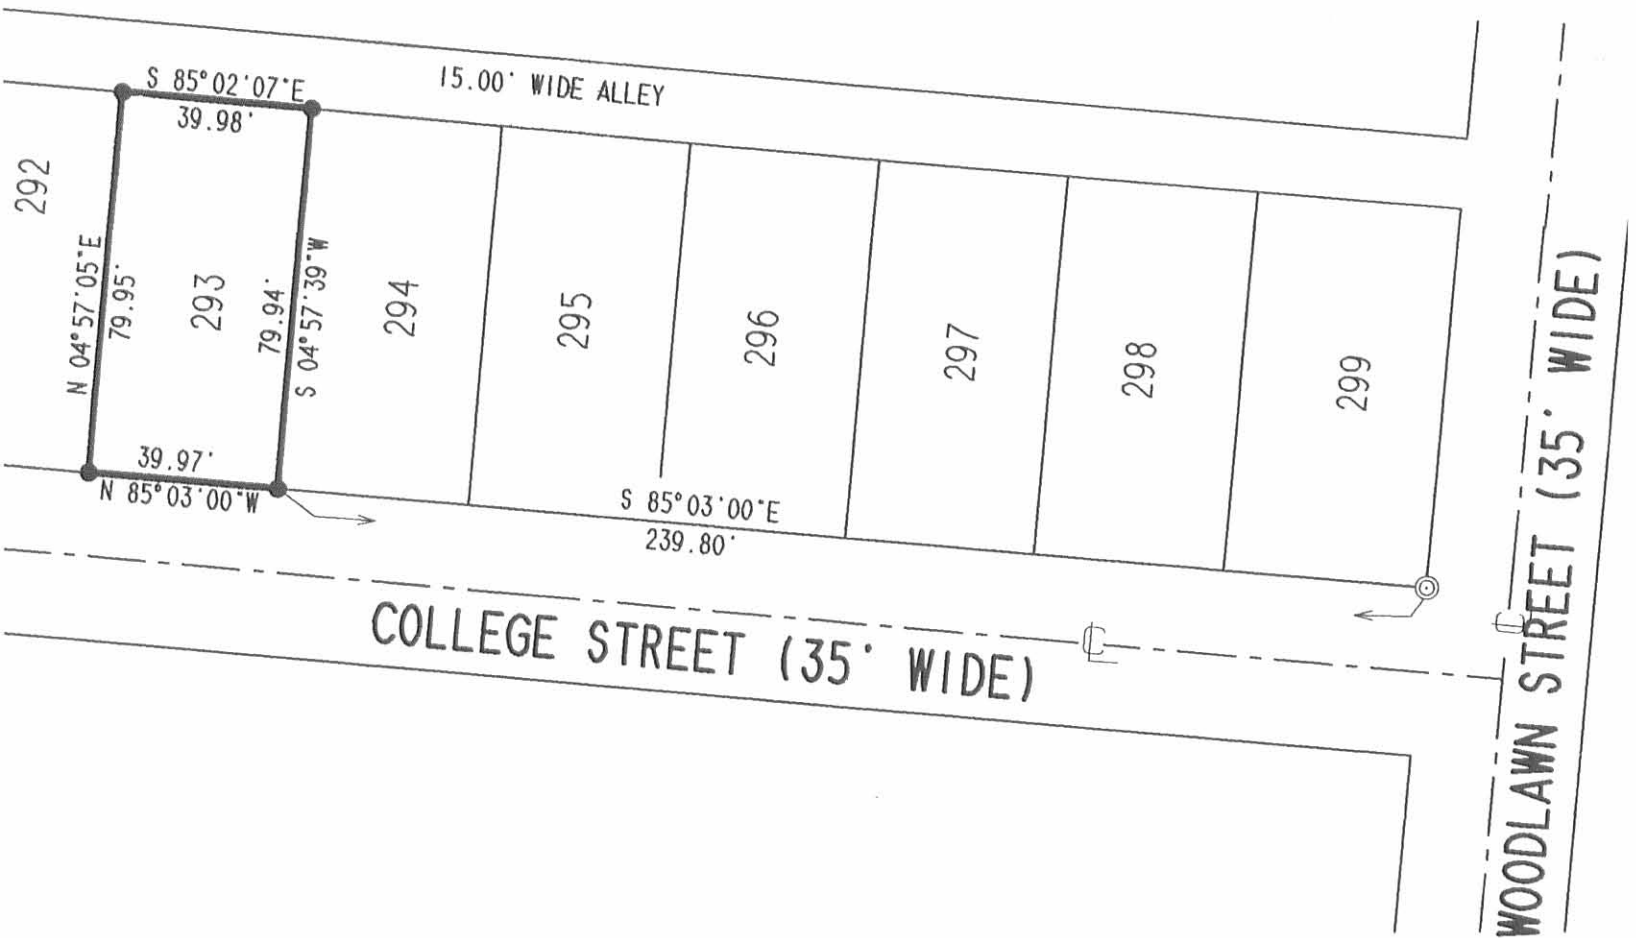 S 85°02'07"E
39.98'
15.00' WIDE ALLEY
292
N 04°57'05"E
79.95'
293
79.94'
S 04°57'39"W
294
295
296
297
298
299
39.97'
N 85°03'00"W
S 85°03'00"E
239.80'
COLLEGE STREET (35' WIDE)
CL
CL
WOODLAWN STREET (35' WIDE)